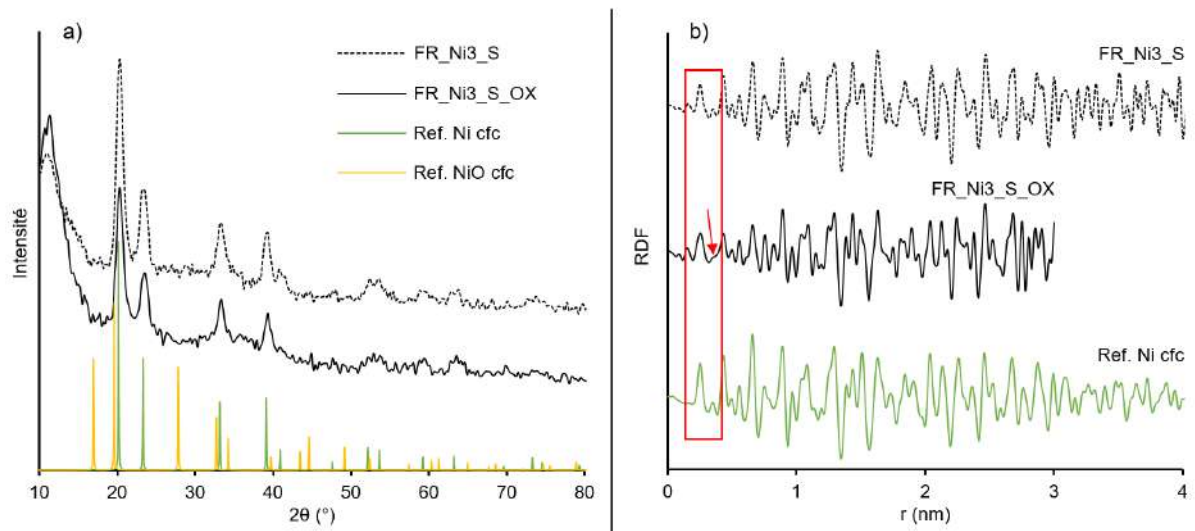 a)
FR_Ni3_S
FR_Ni3_S_OX
Ref. Ni cfc
Ref. NiO cfc
Intensité
10 20 30 40 50 60 70 80
2θ (°)
b)
FR_Ni3_S
FR_Ni3_S_OX
Ref. Ni cfc
RDF
0 1 2 3 4
r (nm)